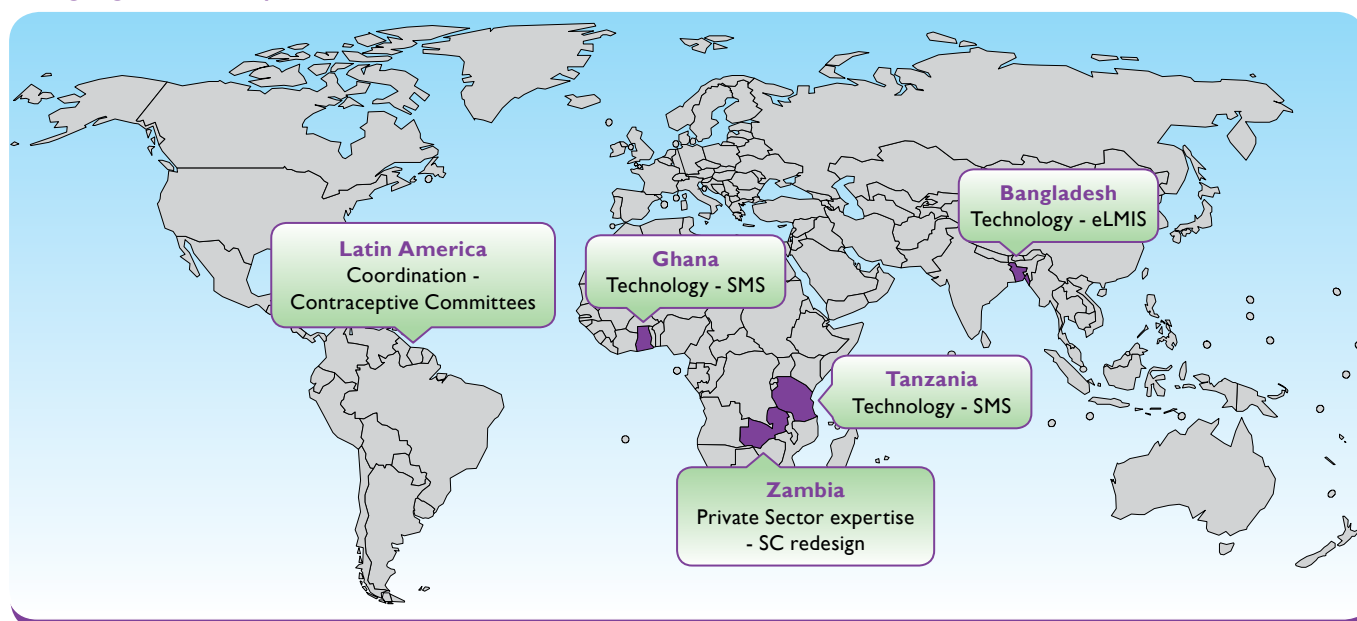 Bangladesh
Technology - eLMIS
Latin America
Coordination -
Contraceptive Committees
Ghana
Technology - SMS
Tanzania
Technology - SMS
Zambia
Private Sector expertise
- SC redesign